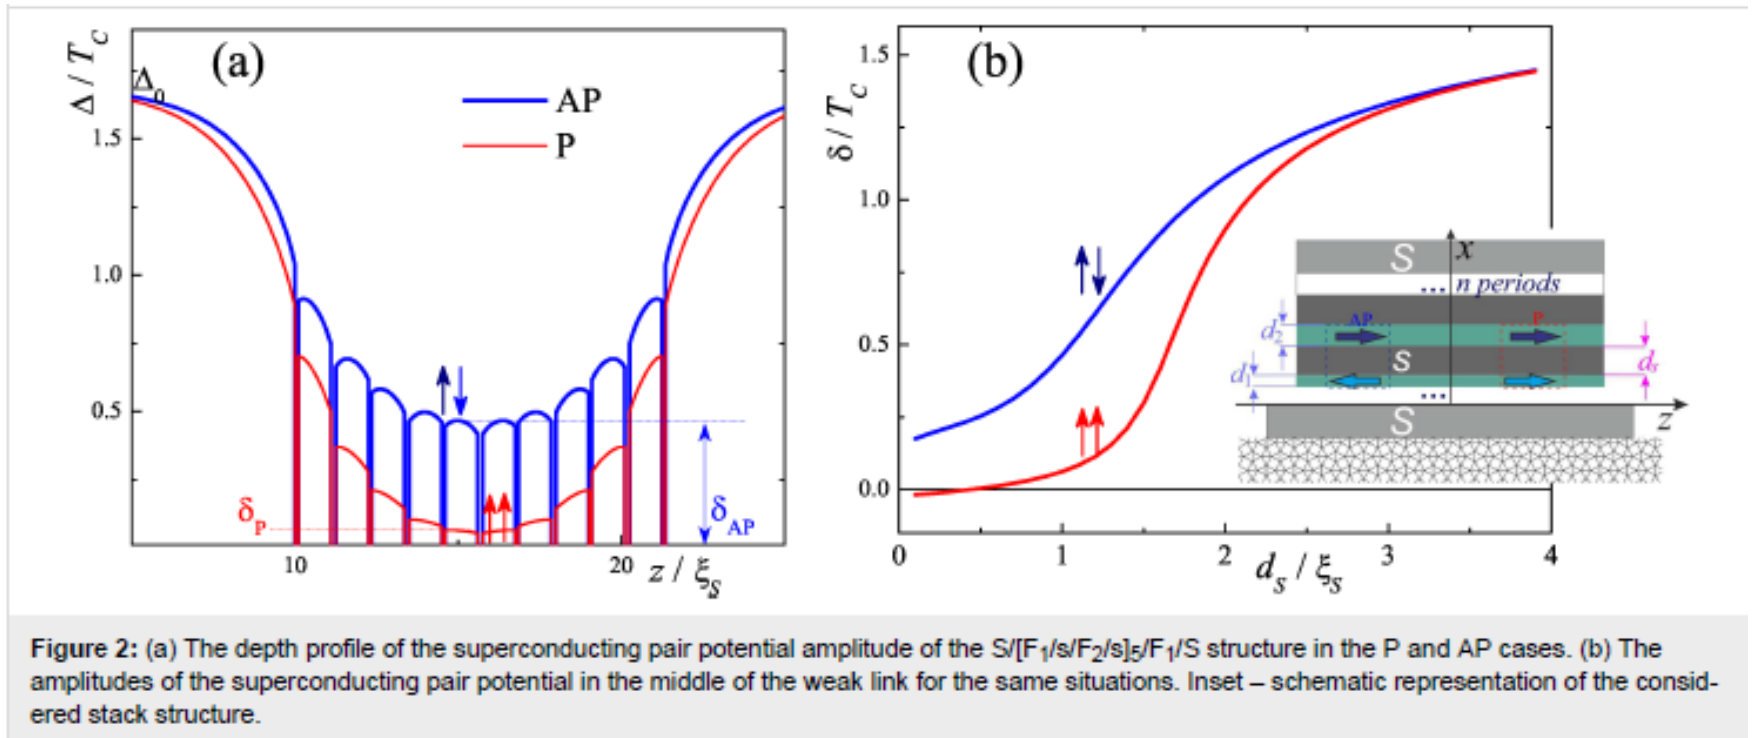 (a)
Δ / T_C
Δ₀
1.5
1.0
0.5
AP
P
δ_P
δ_AP
10
20
z / ξ_S
(b)
δ / T_C
1.5
1.0
0.5
0.0
0
1
2
3
4
d_s / ξ_s
S
x
... n periods
d₂
AP
P
S
d_s
d₁
...
S
z
Figure 2: (a) The depth profile of the superconducting pair potential amplitude of the S/[F₁/s/F₂/s]₅/F₁/S structure in the P and AP cases. (b) The
amplitudes of the superconducting pair potential in the middle of the weak link for the same situations. Inset – schematic representation of the consid-
ered stack structure.